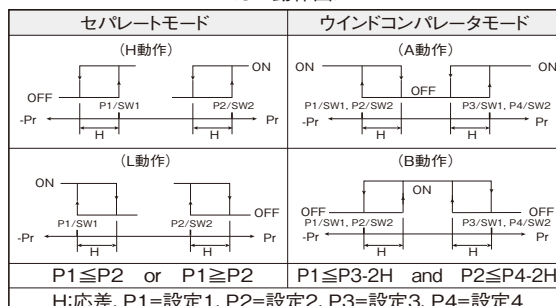 セパレートモード
ウインドコンパレータモード
(H動作)
ON
OFF
P1/SW1
P2/SW2
-Pr
Pr
H
H
(A動作)
ON
ON
OFF
P1/SW1, P2/SW2
P3/SW1, P4/SW2
-Pr
Pr
H
H
(L動作)
ON
OFF
P1/SW1
P2/SW2
-Pr
Pr
H
H
(B動作)
ON
OFF
OFF
P1/SW1, P2/SW2
P3/SW1, P4/SW2
-Pr
Pr
H
H
P1≦P2 or P1≧P2
P1≦P3-2H and P2≦P4-2H
H:応差, P1=設定1, P2=設定2, P3=設定3, P4=設定4